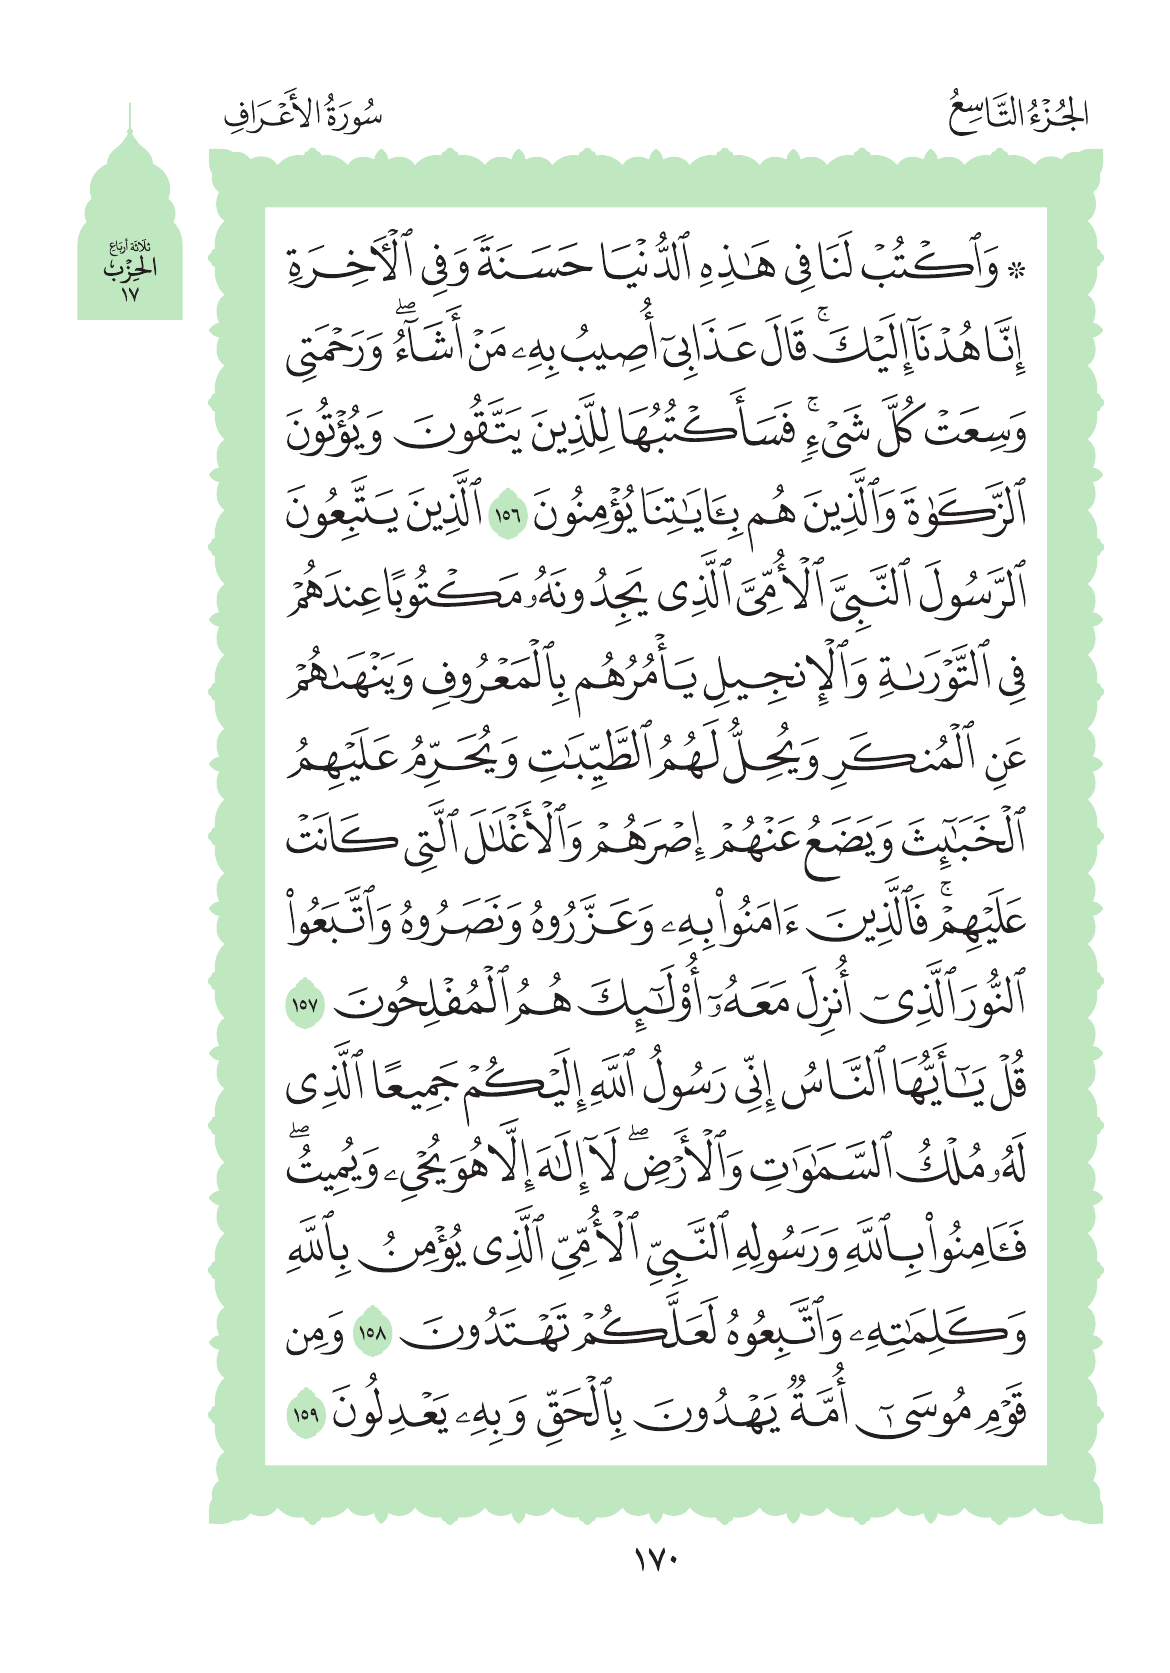 الجُزْءُ التَّاسِعُ
سُورَةُ الأَعْرَافِ
ثلاثة أرباع
الحِزْب
١٧
۞ وَٱكۡتُبۡ لَنَا فِي هَٰذِهِ ٱلدُّنۡيَا حَسَنَةٗ وَفِي ٱلۡأٓخِرَةِ
إِنَّا هُدۡنَآ إِلَيۡكَۚ قَالَ عَذَابِيٓ أُصِيبُ بِهِۦ مَنۡ أَشَآءُۖ وَرَحۡمَتِي
وَسِعَتۡ كُلَّ شَيۡءٖۚ فَسَأَكۡتُبُهَا لِلَّذِينَ يَتَّقُونَ وَيُؤۡتُونَ
ٱلزَّكَوٰةَ وَٱلَّذِينَ هُم بِـَٔايَٰتِنَا يُؤۡمِنُونَ ١٥٦ ٱلَّذِينَ يَتَّبِعُونَ
ٱلرَّسُولَ ٱلنَّبِيَّ ٱلۡأُمِّيَّ ٱلَّذِي يَجِدُونَهُۥ مَكۡتُوبًا عِندَهُمۡ
فِي ٱلتَّوۡرَىٰةِ وَٱلۡإِنجِيلِ يَأۡمُرُهُم بِٱلۡمَعۡرُوفِ وَيَنۡهَىٰهُمۡ
عَنِ ٱلۡمُنكَرِ وَيُحِلُّ لَهُمُ ٱلطَّيِّبَٰتِ وَيُحَرِّمُ عَلَيۡهِمُ
ٱلۡخَبَٰٓئِثَ وَيَضَعُ عَنۡهُمۡ إِصۡرَهُمۡ وَٱلۡأَغۡلَٰلَ ٱلَّتِي كَانَتۡ
عَلَيۡهِمۡۚ فَٱلَّذِينَ ءَامَنُواْ بِهِۦ وَعَزَّرُوهُ وَنَصَرُوهُ وَٱتَّبَعُواْ
ٱلنُّورَ ٱلَّذِيٓ أُنزِلَ مَعَهُۥٓ أُوْلَٰٓئِكَ هُمُ ٱلۡمُفۡلِحُونَ ١٥٧
قُلۡ يَٰٓأَيُّهَا ٱلنَّاسُ إِنِّي رَسُولُ ٱللَّهِ إِلَيۡكُمۡ جَمِيعًا ٱلَّذِي
لَهُۥ مُلۡكُ ٱلسَّمَٰوَٰتِ وَٱلۡأَرۡضِۖ لَآ إِلَٰهَ إِلَّا هُوَ يُحۡيِۦ وَيُمِيتُۖ
فَـَٔامِنُواْ بِٱللَّهِ وَرَسُولِهِ ٱلنَّبِيِّ ٱلۡأُمِّيِّ ٱلَّذِي يُؤۡمِنُ بِٱللَّهِ
وَكَلِمَٰتِهِۦ وَٱتَّبِعُوهُ لَعَلَّكُمۡ تَهۡتَدُونَ ١٥٨ وَمِن
قَوۡمِ مُوسَىٰٓ أُمَّةٞ يَهۡدُونَ بِٱلۡحَقِّ وَبِهِۦ يَعۡدِلُونَ ١٥٩
١٧٠